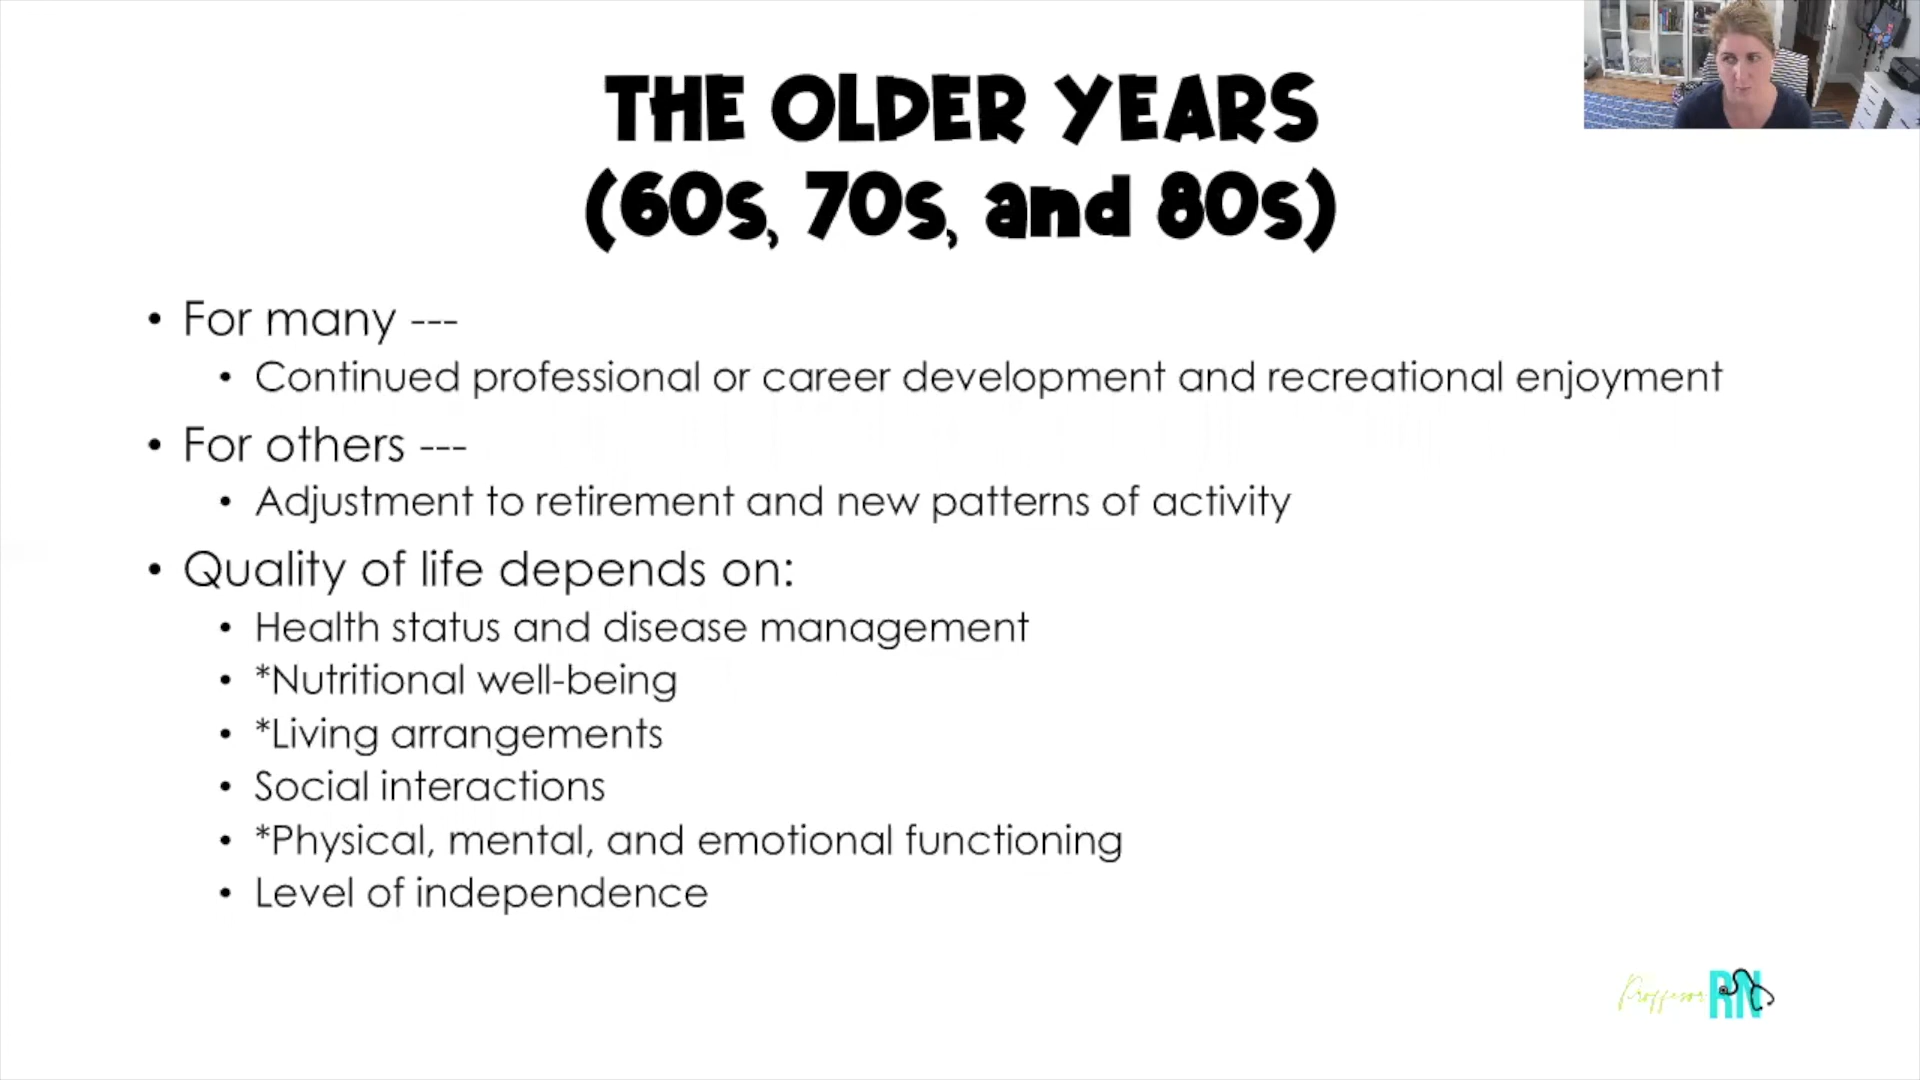 THE OLDER YEARS
(60s, 70s, and 80s)
• For many ---
• Continued professional or career development and recreational enjoyment
• For others ---
• Adjustment to retirement and new patterns of activity
• Quality of life depends on:
• Health status and disease management
• *Nutritional well-being
• *Living arrangements
• Social interactions
• *Physical, mental, and emotional functioning
• Level of independence
RN